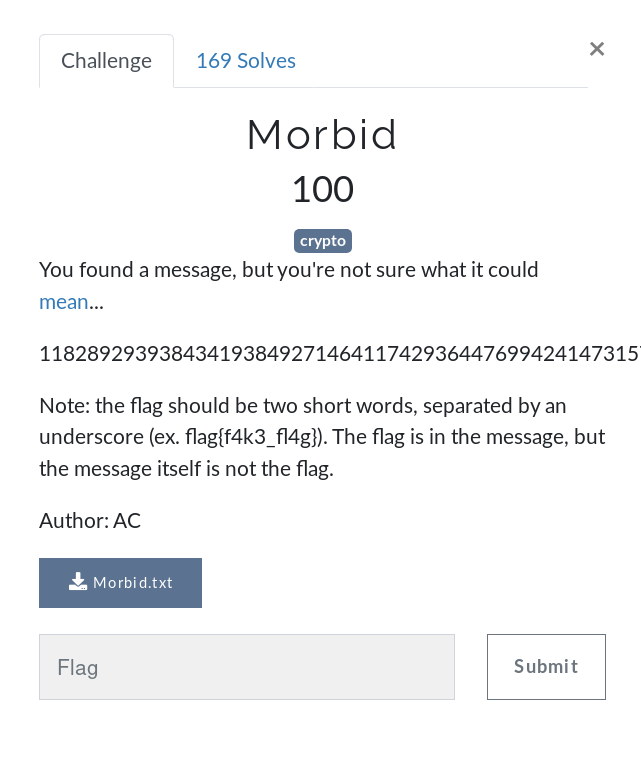 Challenge
169 Solves
×
Morbid
100
crypto
You found a message, but you're not sure what it could
mean...
118289293938434193849271464117429364476994241473157
Note: the flag should be two short words, separated by an
underscore (ex. flag{f4k3_fl4g}). The flag is in the message, but
the message itself is not the flag.
Author: AC
Morbid.txt
Flag
Submit